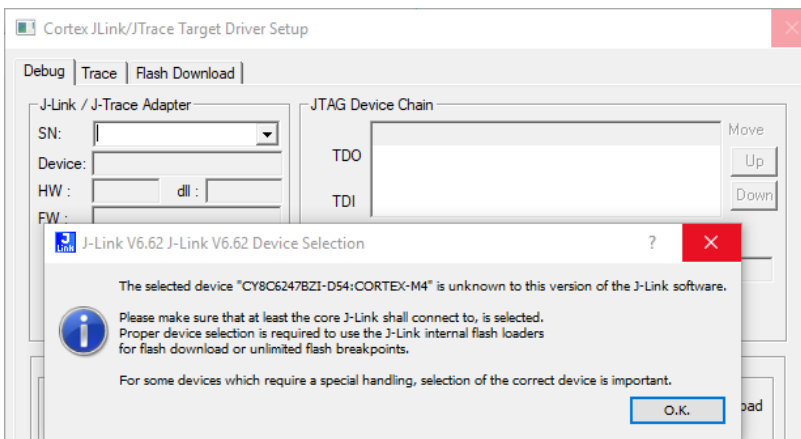 Cortex JLink/JTrace Target Driver Setup
Debug Trace Flash Download
J-Link / J-Trace Adapter
JTAG Device Chain
SN:
Move
Device:
TDO
Up
HW : dll :
TDI
Down
FW :
J-Link V6.62 J-Link V6.62 Device Selection
The selected device "CY8C6247BZI-D54:CORTEX-M4" is unknown to this version of the J-Link software.
Please make sure that at least the core J-Link shall connect to, is selected.
Proper device selection is required to use the J-Link internal flash loaders
for flash download or unlimited flash breakpoints.
For some devices which require a special handling, selection of the correct device is important.
O.K.